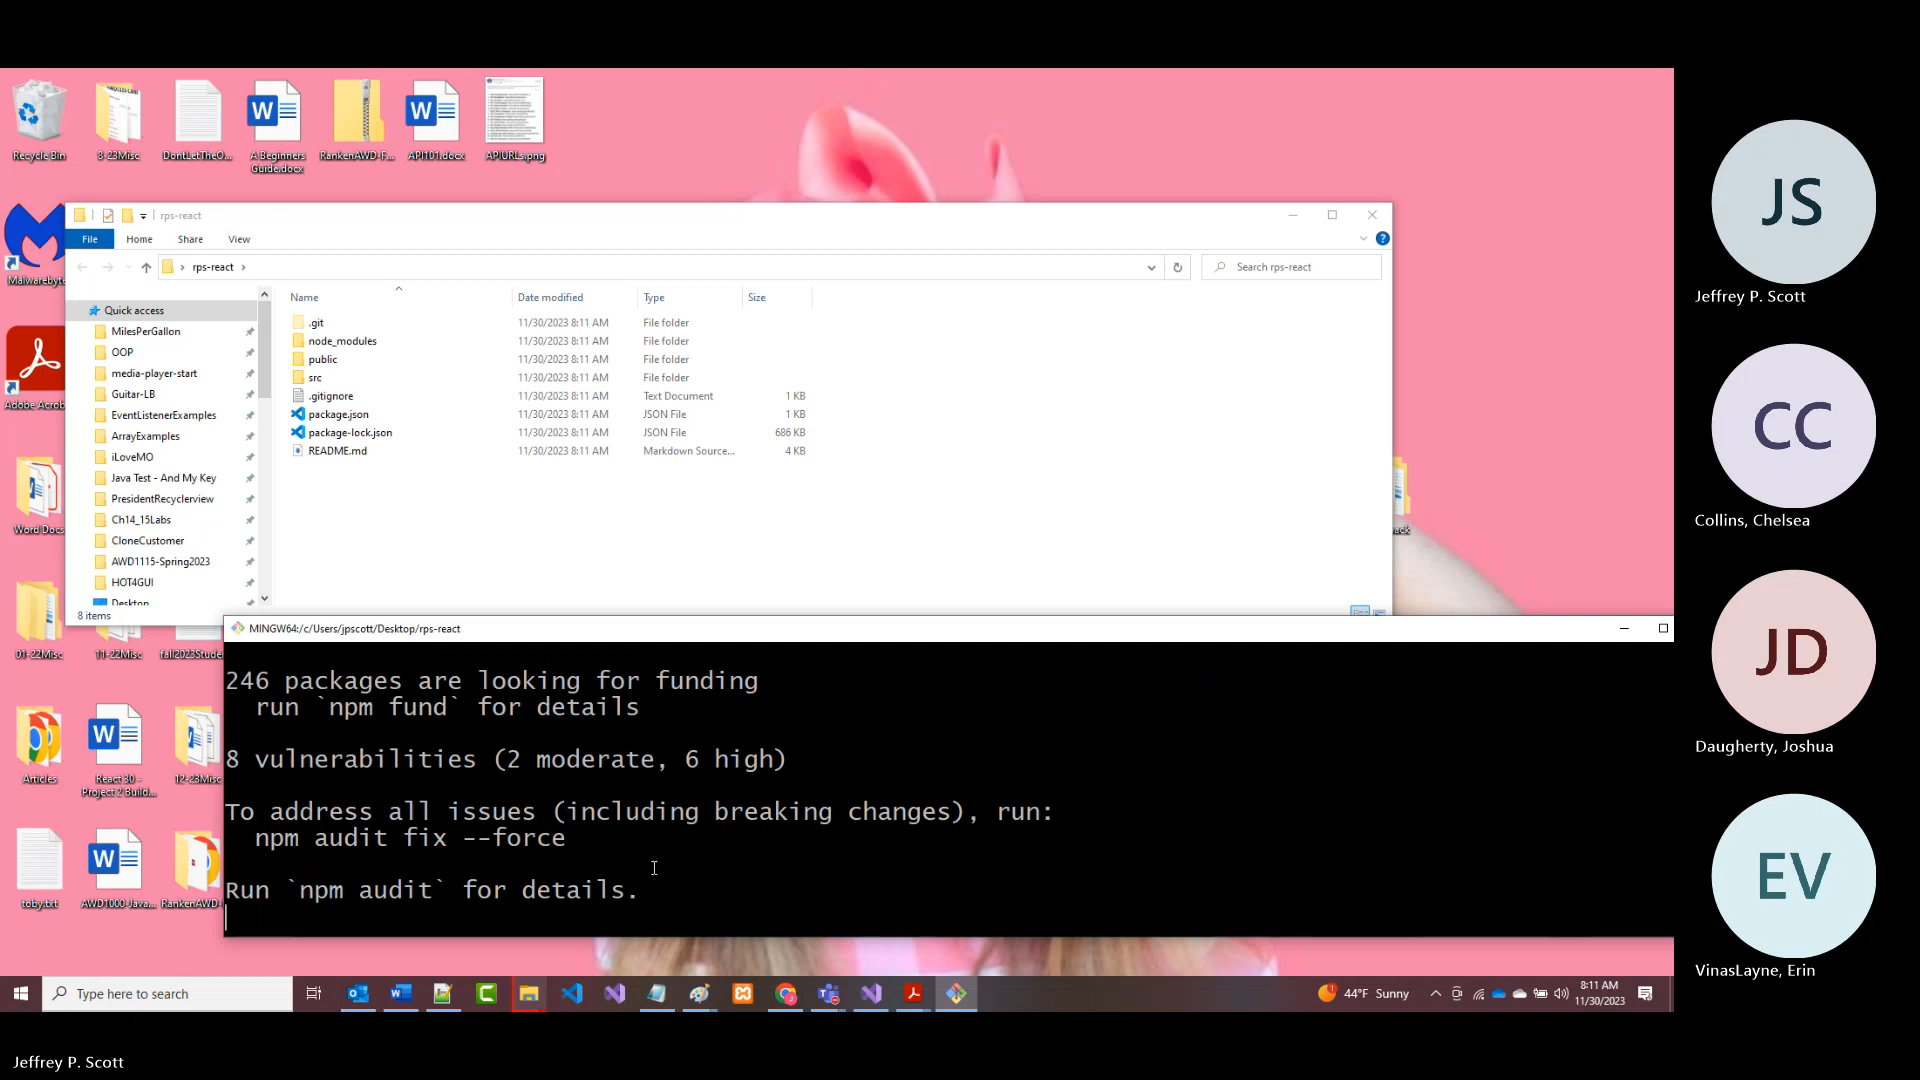 Recycle Bin
8-23Misc
DontLetTheO...
A Beginners
Guide.docx
RankenAWD-F...
API101.docx
APIURLs.png
Malwareby
Adobe Acrob
Word Docs
01-22Misc
11-22Misc
fall2023Stude
Articles
React 30 -
Project 2 Build...
12-23Misc
toby.txt
AWD1000-Java...
RankenAWD-
ack
rps-react
File
Home
Share
View
rps-react
Search rps-react
Quick access
MilesPerGallon
OOP
media-player-start
Guitar-LB
EventListenerExamples
ArrayExamples
iLoveMO
Java Test - And My Key
PresidentRecyclerview
Ch14_15Labs
CloneCustomer
AWD1115-Spring2023
HOT4GUI
Desktop
8 items
Name Date modified Type Size
.git 11/30/2023 8:11 AM File folder
node_modules 11/30/2023 8:11 AM File folder
public 11/30/2023 8:11 AM File folder
src 11/30/2023 8:11 AM File folder
.gitignore 11/30/2023 8:11 AM Text Document 1 KB
package.json 11/30/2023 8:11 AM JSON File 1 KB
package-lock.json 11/30/2023 8:11 AM JSON File 686 KB
README.md 11/30/2023 8:11 AM Markdown Source... 4 KB
MINGW64:/c/Users/jpscott/Desktop/rps-react
246 packages are looking for funding
run `npm fund` for details
8 vulnerabilities (2 moderate, 6 high)
To address all issues (including breaking changes), run:
npm audit fix --force
Run `npm audit` for details.
Type here to search
44°F Sunny
8:11 AM
11/30/2023
JS
Jeffrey P. Scott
CC
Collins, Chelsea
JD
Daugherty, Joshua
EV
VinasLayne, Erin
Jeffrey P. Scott